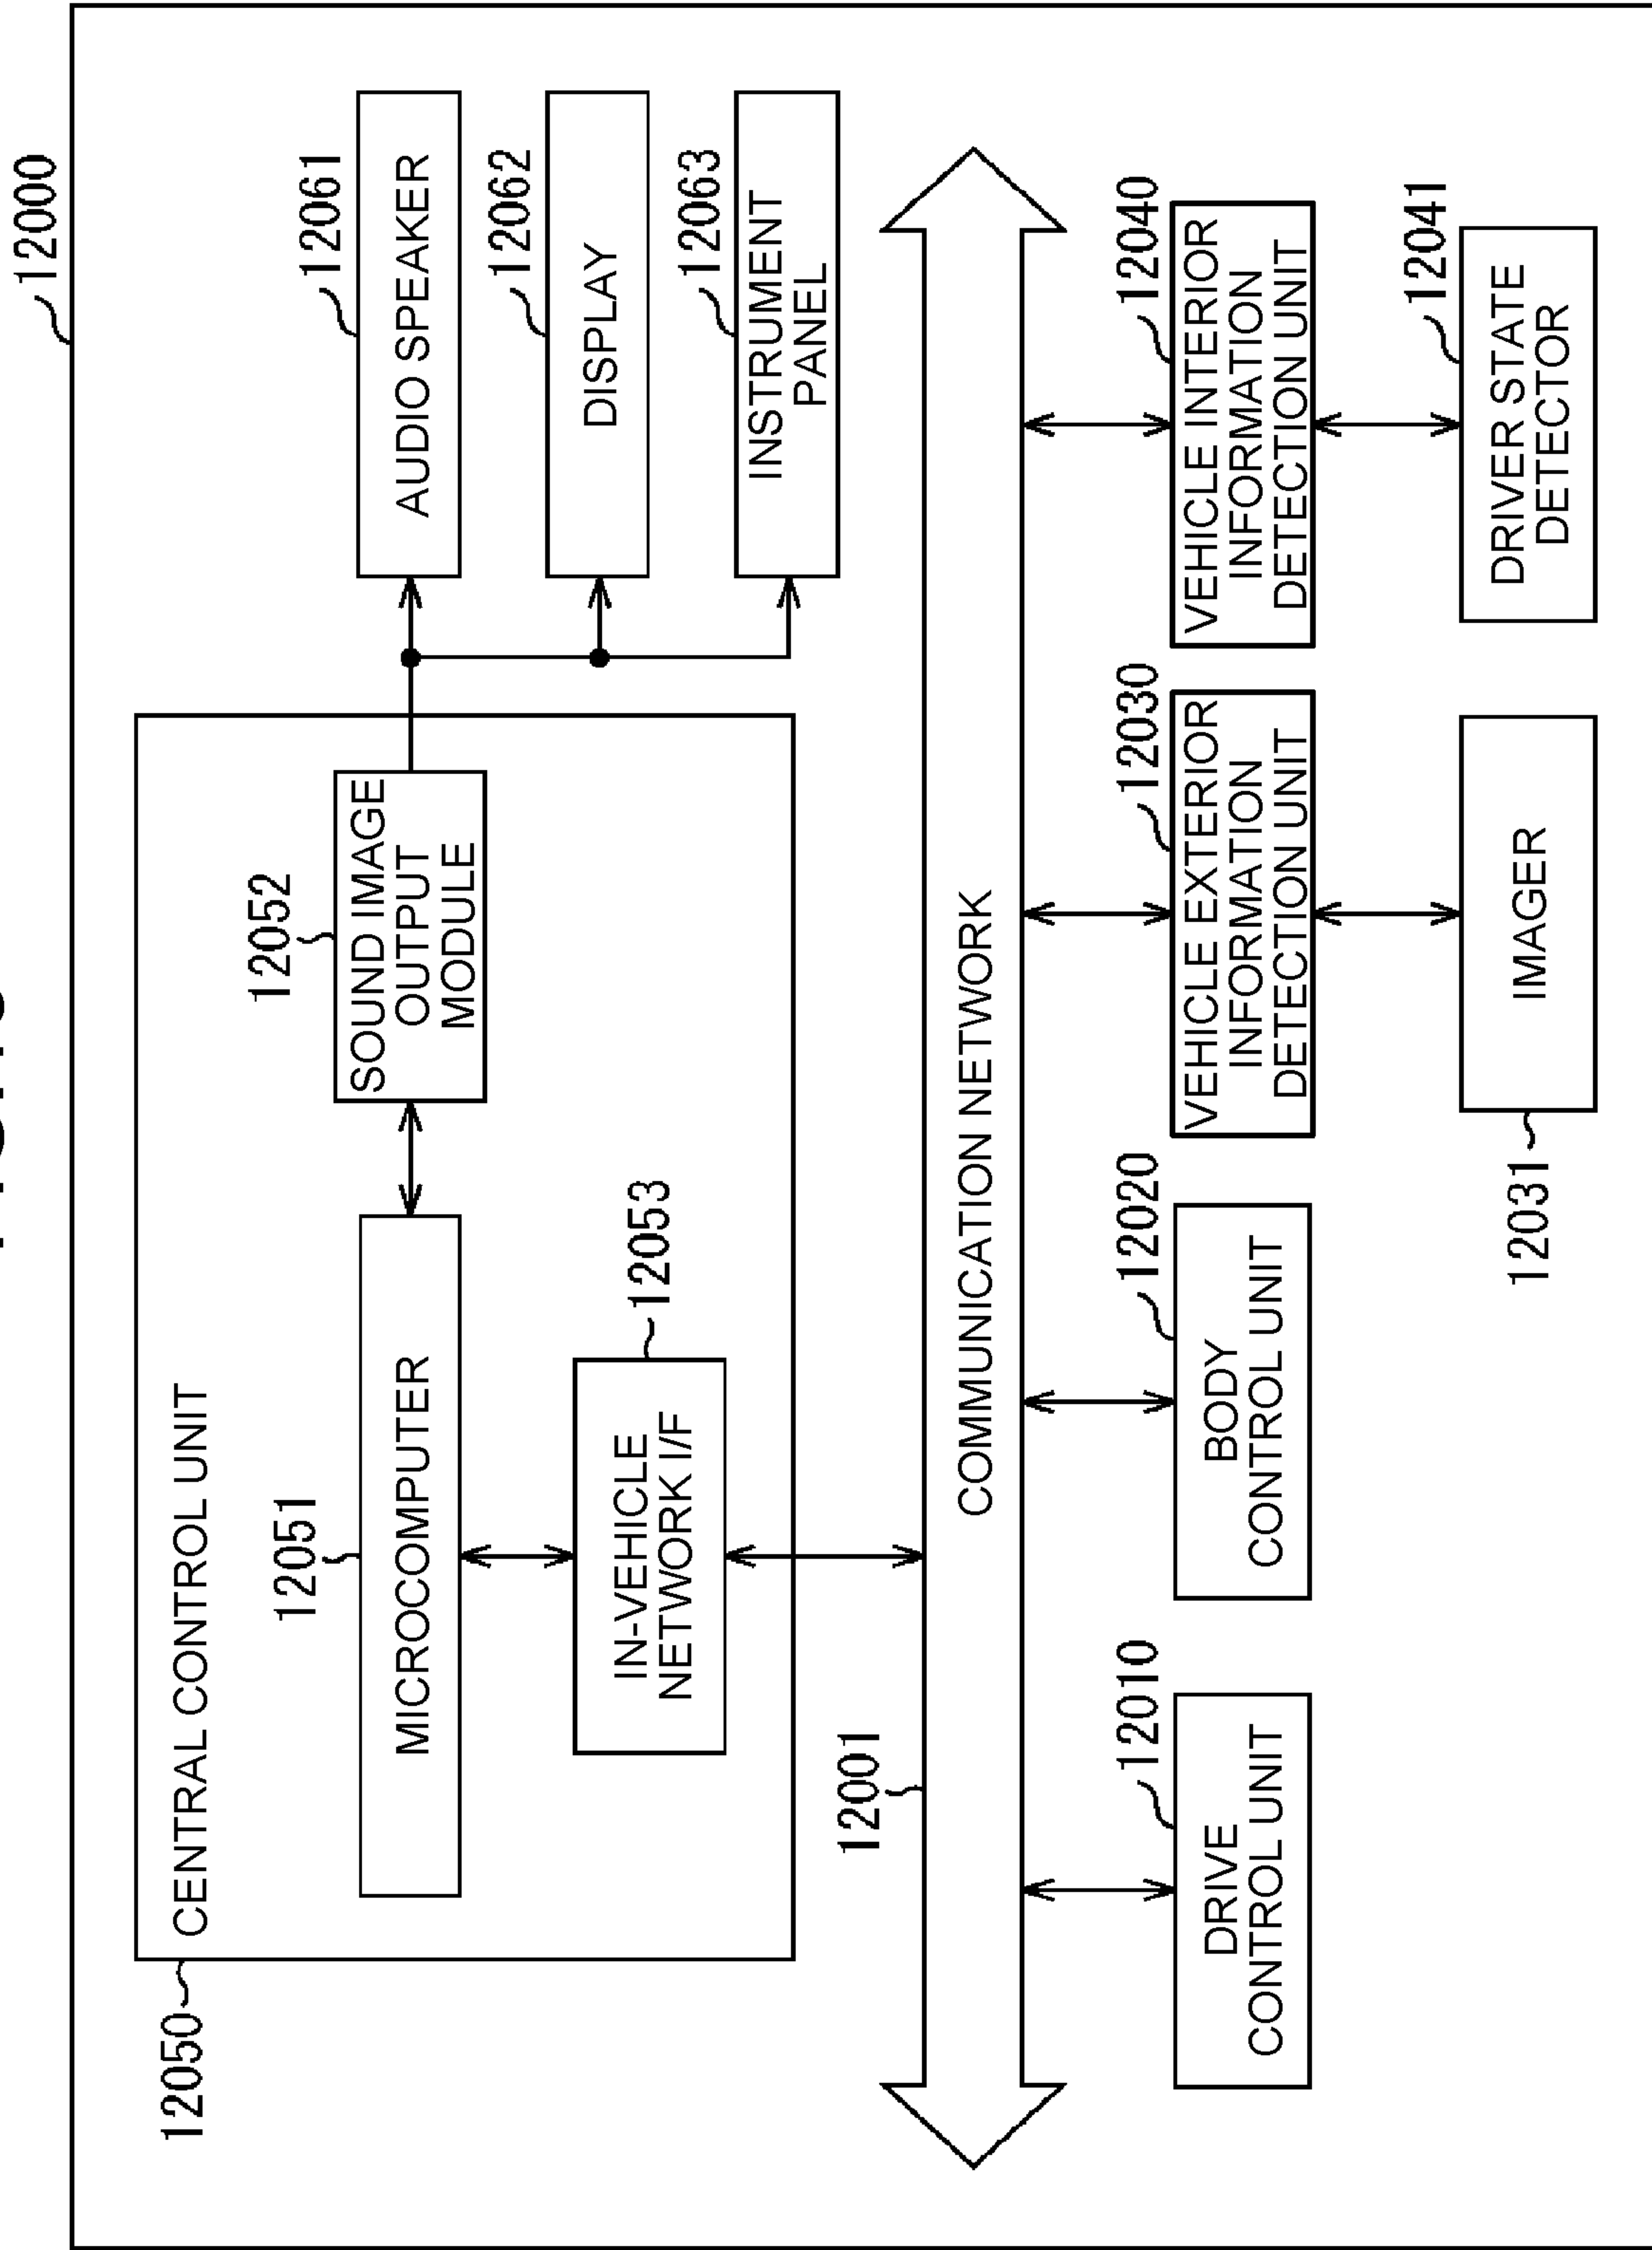 12000
12050
CENTRAL CONTROL UNIT
12051
MICROCOMPUTER
12052
SOUND IMAGE
OUTPUT
MODULE
12053
IN-VEHICLE
NETWORK I/F
12061
AUDIO SPEAKER
12062
DISPLAY
12063
INSTRUMENT
PANEL
12001
COMMUNICATION NETWORK
12010
DRIVE
CONTROL UNIT
12020
BODY
CONTROL UNIT
12030
VEHICLE EXTERIOR
INFORMATION
DETECTION UNIT
12040
VEHICLE INTERIOR
INFORMATION
DETECTION UNIT
12031
IMAGER
12041
DRIVER STATE
DETECTOR